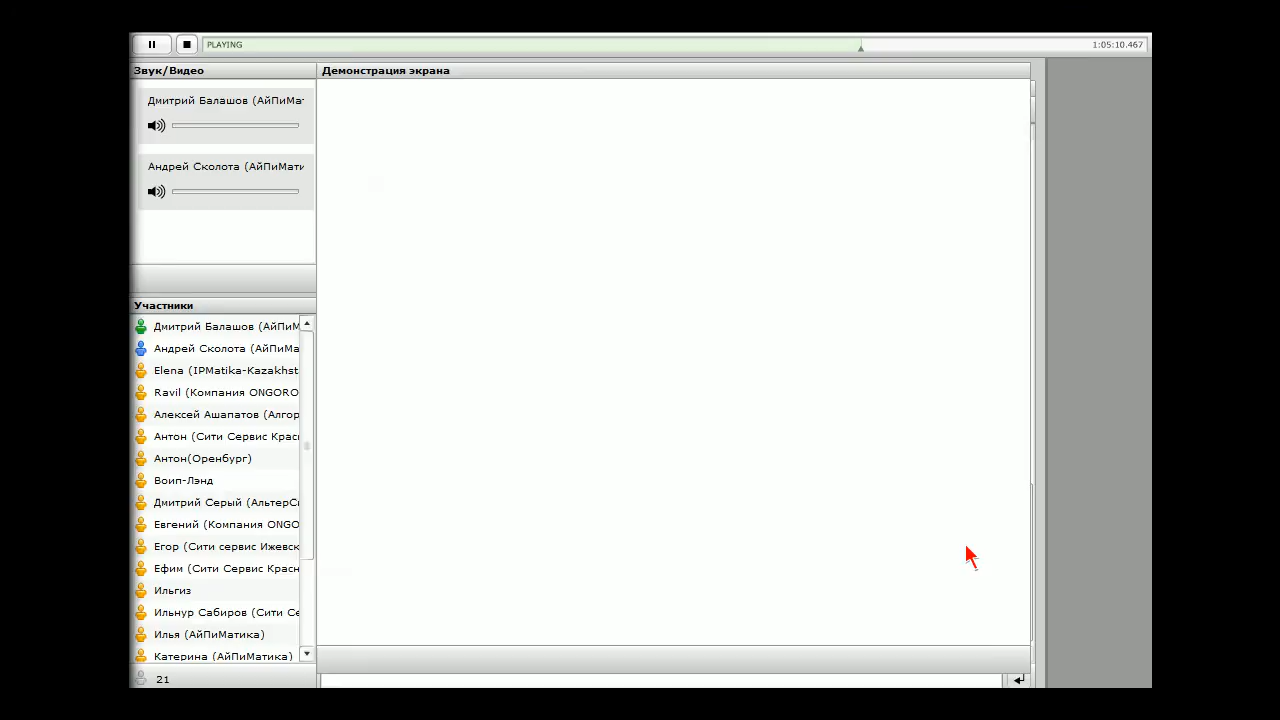 PLAYING
1:05:10.467
Звук/Видео
Демонстрация экрана
Дмитрий Балашов (АйПиМат
Андрей Сколота (АйПиМати
Участники
Дмитрий Балашов (АйПиМ
Андрей Сколота (АйПиМа
Elena (IPMatika-Kazakhst
Ravil (Компания ONGORO
Алексей Ашапатов (Алгор
Антон (Сити Сервис Крас
Антон(Оренбург)
Воип-Лэнд
Дмитрий Серый (АльтерС
Евгений (Компания ONGO
Егор (Сити сервис Ижевск
Ефим (Сити Сервис Красн
Ильгиз
Ильнур Сабиров (Сити Се
Илья (АйПиМатика)
Катерина (АйПиМатика)
21